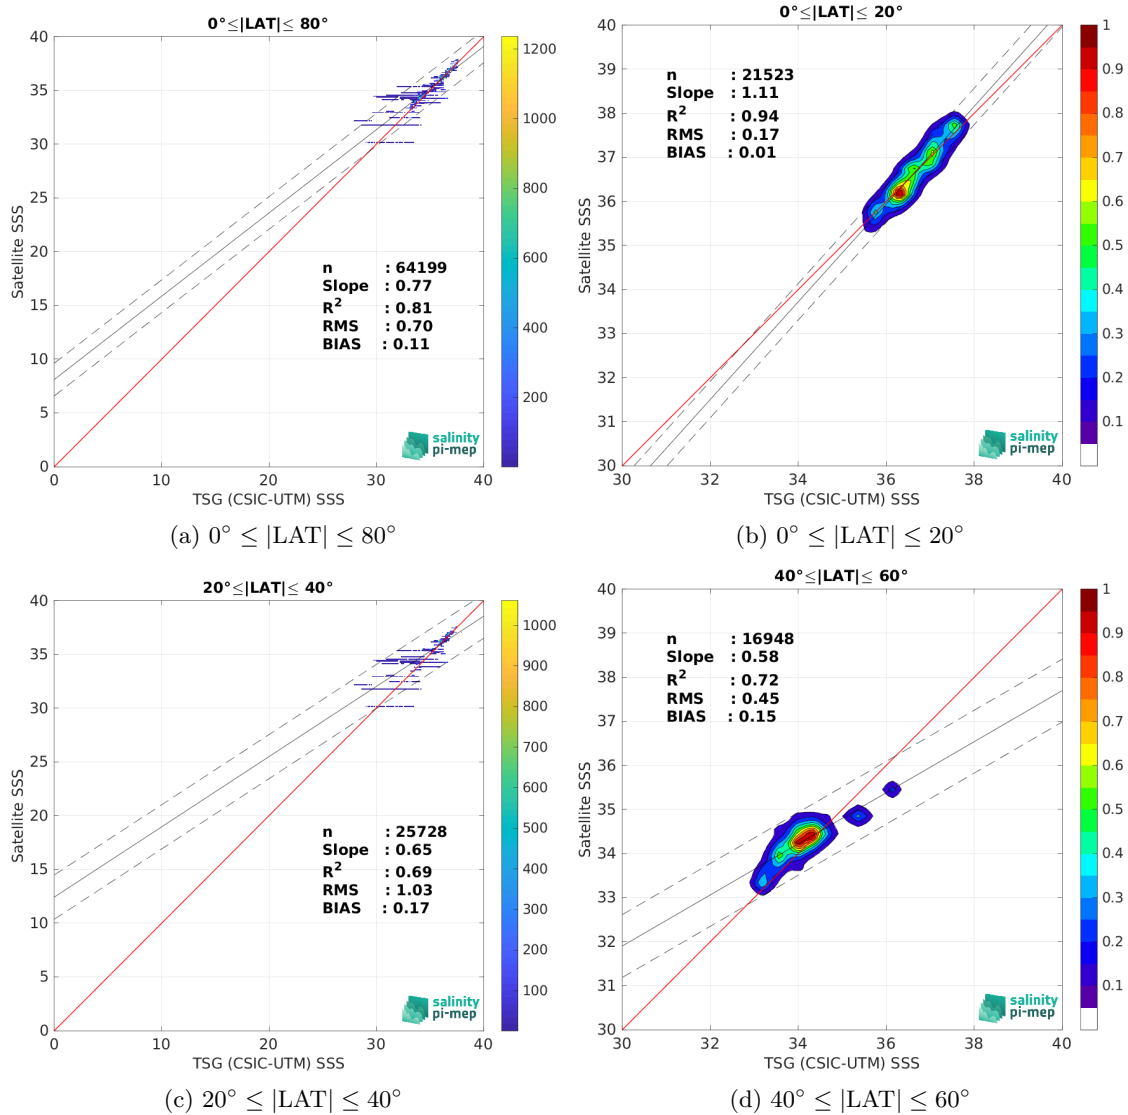 0°≤|LAT|≤ 80°
40
35
30
25
20
15
10
5
0
Satellite SSS
n : 64199
Slope : 0.77
R2 : 0.81
RMS : 0.70
BIAS : 0.11
salinity
pi-mep
0 10 20 30 40
TSG (CSIC-UTM) SSS
1200
1000
800
600
400
200
(a) 0° ≤ |LAT| ≤ 80°
0°≤|LAT|≤ 20°
40
39
38
37
36
35
34
33
32
31
30
Satellite SSS
n : 21523
Slope : 1.11
R2 : 0.94
RMS : 0.17
BIAS : 0.01
salinity
pi-mep
30 32 34 36 38 40
TSG (CSIC-UTM) SSS
1
0.9
0.8
0.7
0.6
0.5
0.4
0.3
0.2
0.1
(b) 0° ≤ |LAT| ≤ 20°
20°≤|LAT|≤ 40°
40
35
30
25
20
15
10
5
0
Satellite SSS
n : 25728
Slope : 0.65
R2 : 0.69
RMS : 1.03
BIAS : 0.17
salinity
pi-mep
0 10 20 30 40
TSG (CSIC-UTM) SSS
1000
900
800
700
600
500
400
300
200
100
(c) 20° ≤ |LAT| ≤ 40°
40°≤|LAT|≤ 60°
40
39
38
37
36
35
34
33
32
31
30
Satellite SSS
n : 16948
Slope : 0.58
R2 : 0.72
RMS : 0.45
BIAS : 0.15
salinity
pi-mep
30 32 34 36 38 40
TSG (CSIC-UTM) SSS
1
0.9
0.8
0.7
0.6
0.5
0.4
0.3
0.2
0.1
(d) 40° ≤ |LAT| ≤ 60°